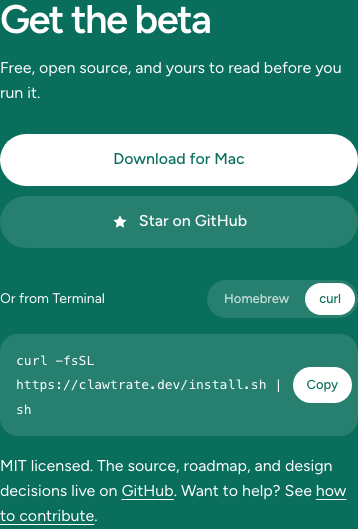 Get the beta
Free, open source, and yours to read before you
run it.
Download for Mac
★ Star on GitHub
Or from Terminal
Homebrew
curl
curl -fsSL
https://clawtrate.dev/install.sh |
sh
Copy
MIT licensed. The source, roadmap, and design
decisions live on GitHub. Want to help? See how
to contribute.